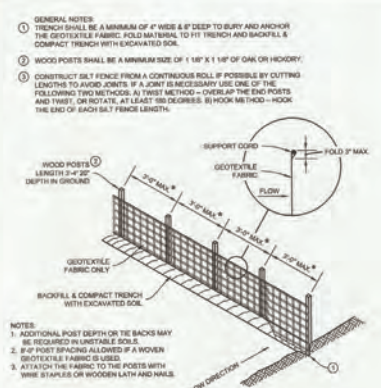 GENERAL NOTES:
① TRENCH SHALL BE A MINIMUM OF 4" WIDE & 6" DEEP TO BURY AND ANCHOR
THE GEOTEXTILE FABRIC. FOLD MATERIAL TO FIT TRENCH AND BACKFILL &
COMPACT TRENCH WITH EXCAVATED SOIL.
② WOOD POSTS SHALL BE A MINIMUM SIZE OF 1 1/8" X 1 1/8" OF OAK OR HICKORY.
③ CONSTRUCT SILT FENCE FROM A CONTINUOUS ROLL IF POSSIBLE BY CUTTING
LENGTHS TO AVOID JOINTS. IF A JOINT IS NECESSARY USE ONE OF THE
FOLLOWING TWO METHODS: A) TWIST METHOD – OVERLAP THE END POSTS
AND TWIST, OR ROTATE, AT LEAST 180 DEGREES. B) HOOK METHOD – HOOK
THE END OF EACH SILT FENCE LENGTH.
SUPPORT CORD
FOLD 3" MAX.
GEOTEXTILE
FABRIC
FLOW
WOOD POSTS ②
LENGTH 3'-4' 20"
DEPTH IN GROUND
3'-0" MAX.*
3'-0" MAX.*
3'-0" MAX.*
3'-0" MAX.*
GEOTEXTILE
FABRIC ONLY
BACKFILL & COMPACT TRENCH
WITH EXCAVATED SOIL
NOTES:
1. ADDITIONAL POST DEPTH OR TIE BACKS MAY
BE REQUIRED IN UNSTABLE SOILS.
2. 8'-0" POST SPACING ALLOWED IF A WOVEN
GEOTEXTILE FABRIC IS USED.
3. ATTATCH THE FABRIC TO THE POSTS WITH
WIRE STAPLES OR WOODEN LATH AND NAILS.
DIRECTION
①